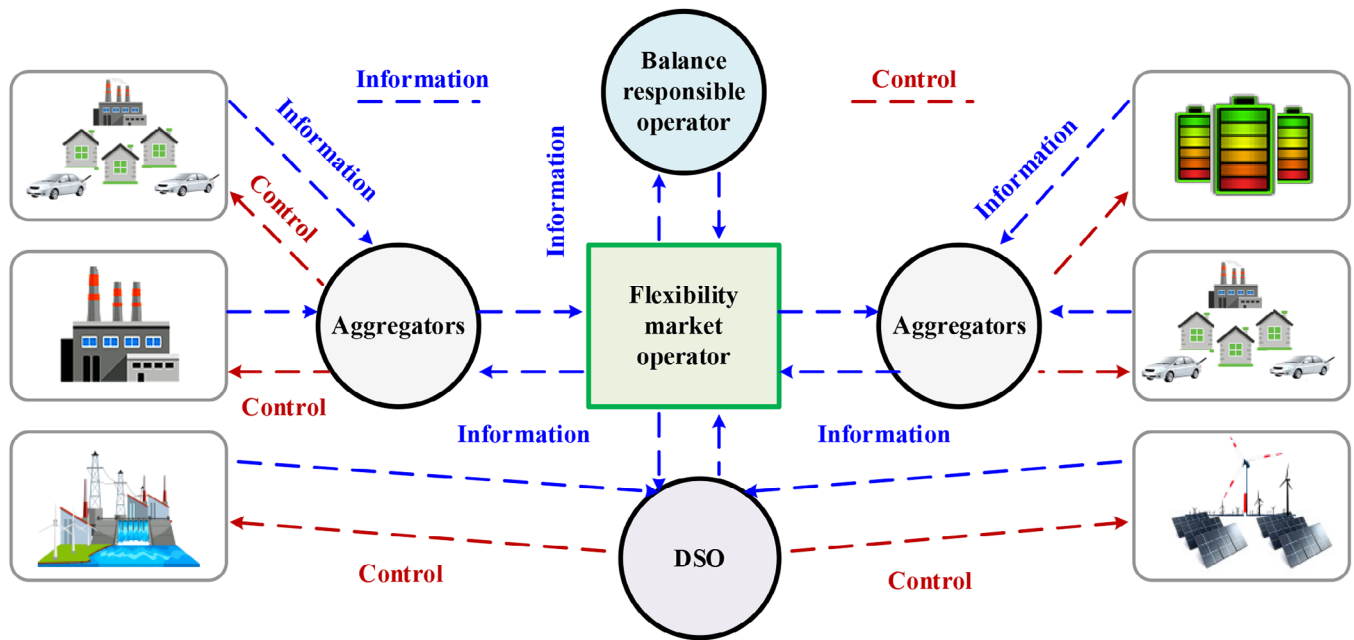 Balance
responsible
operator
Information
Control
Information
Control
Information
Information
Aggregators
Flexibility
market
operator
Aggregators
Control
Information
Information
DSO
Control
Control